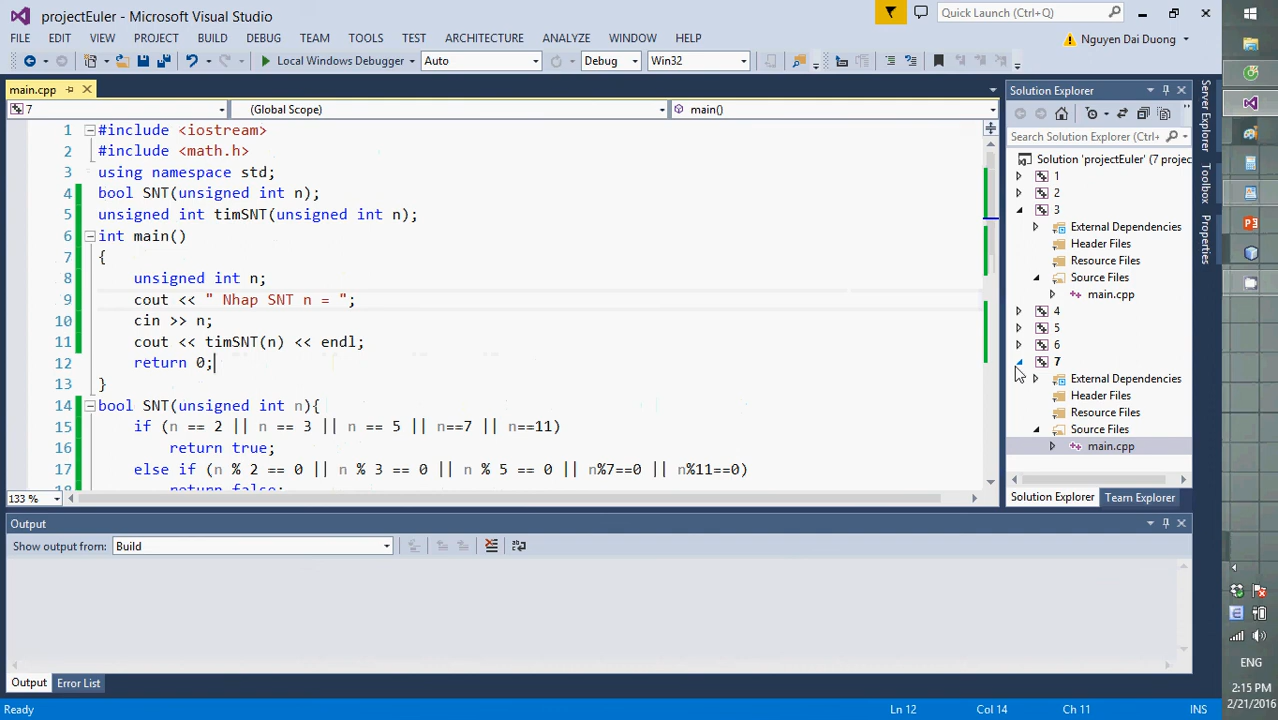 projectEuler - Microsoft Visual Studio
Quick Launch (Ctrl+Q)
FILE EDIT VIEW PROJECT BUILD DEBUG TEAM TOOLS TEST ARCHITECTURE ANALYZE WINDOW HELP
Nguyen Dai Duong
Local Windows Debugger Auto Debug Win32
main.cpp
7 (Global Scope) main()
1 #include <iostream>
2 #include <math.h>
3 using namespace std;
4 bool SNT(unsigned int n);
5 unsigned int timSNT(unsigned int n);
6 int main()
7 {
8 unsigned int n;
9 cout << " Nhap SNT n = ";
10 cin >> n;
11 cout << timSNT(n) << endl;
12 return 0;
13 }
14 bool SNT(unsigned int n){
15 if (n == 2 || n == 3 || n == 5 || n==7 || n==11)
16 return true;
17 else if (n % 2 == 0 || n % 3 == 0 || n % 5 == 0 || n%7==0 || n%11==0)
18 return false;
133 %
Solution Explorer
Search Solution Explorer (Ctrl+
Solution 'projectEuler' (7 projec
1
2
3
External Dependencies
Header Files
Resource Files
Source Files
main.cpp
4
5
6
7
External Dependencies
Header Files
Resource Files
Source Files
main.cpp
Solution Explorer Team Explorer
Server Explorer
Toolbox
Properties
Output
Show output from: Build
Output Error List
Ready Ln 12 Col 14 Ch 11 INS
ENG
2:15 PM
2/21/2016